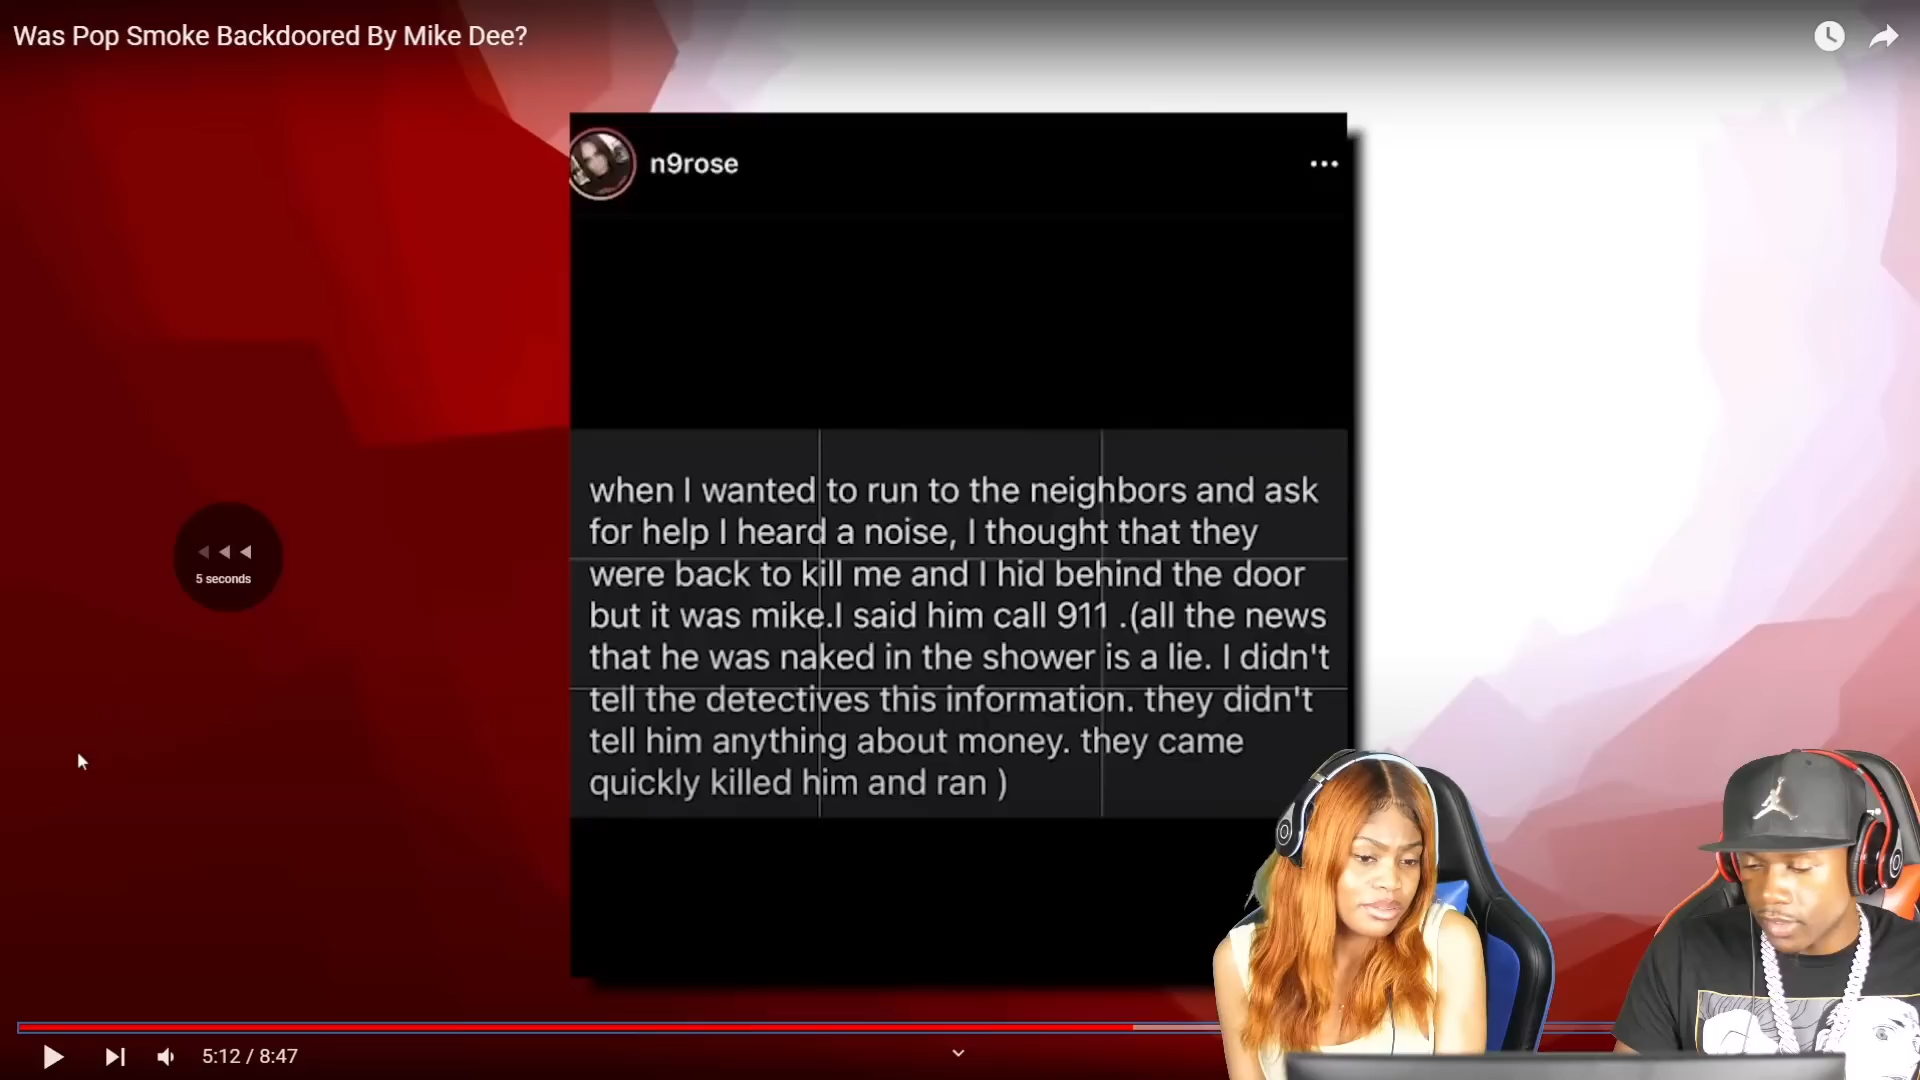 Was Pop Smoke Backdoored By Mike Dee?
n9rose
when I wanted to run to the neighbors and ask
for help I heard a noise, I thought that they
were back to kill me and I hid behind the door
but it was mike.I said him call 911 .(all the news
that he was naked in the shower is a lie. I didn't
tell the detectives this information. they didn't
tell him anything about money. they came
quickly killed him and ran )
5 seconds
5:12 / 8:47